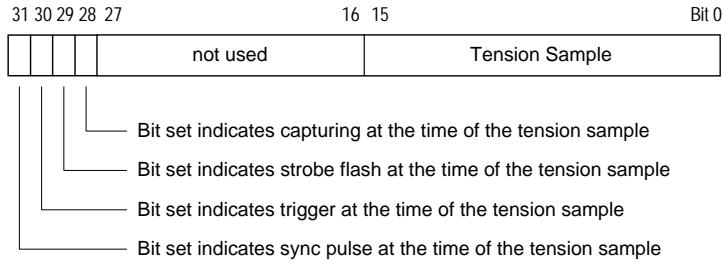 31 30 29 28 27 16 15 Bit 0
not used Tension Sample
Bit set indicates capturing at the time of the tension sample
Bit set indicates strobe flash at the time of the tension sample
Bit set indicates trigger at the time of the tension sample
Bit set indicates sync pulse at the time of the tension sample